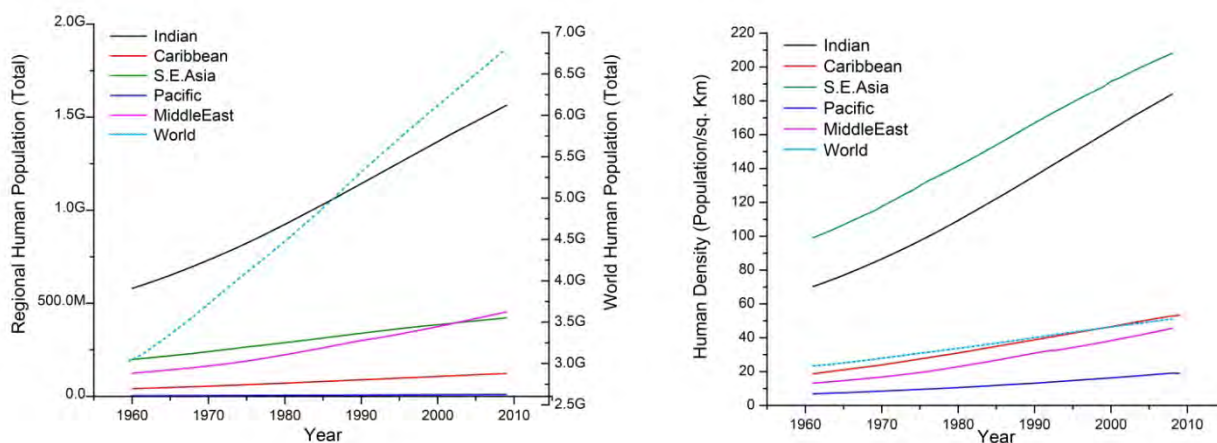 Regional Human Population (Total)
2.0G
1.5G
1.0G
500.0M
0.0
Indian
Caribbean
S.E.Asia
Pacific
MiddleEast
World
1960 1970 1980 1990 2000 2010
Year
7.0G
6.5G
6.0G
5.5G
5.0G
4.5G
4.0G
3.5G
3.0G
2.5G
World Human Population (Total)
Human Density (Population/sq. Km)
220
200
180
160
140
120
100
80
60
40
20
0
Indian
Caribbean
S.E.Asia
Pacific
MiddleEast
World
1960 1970 1980 1990 2000 2010
Year